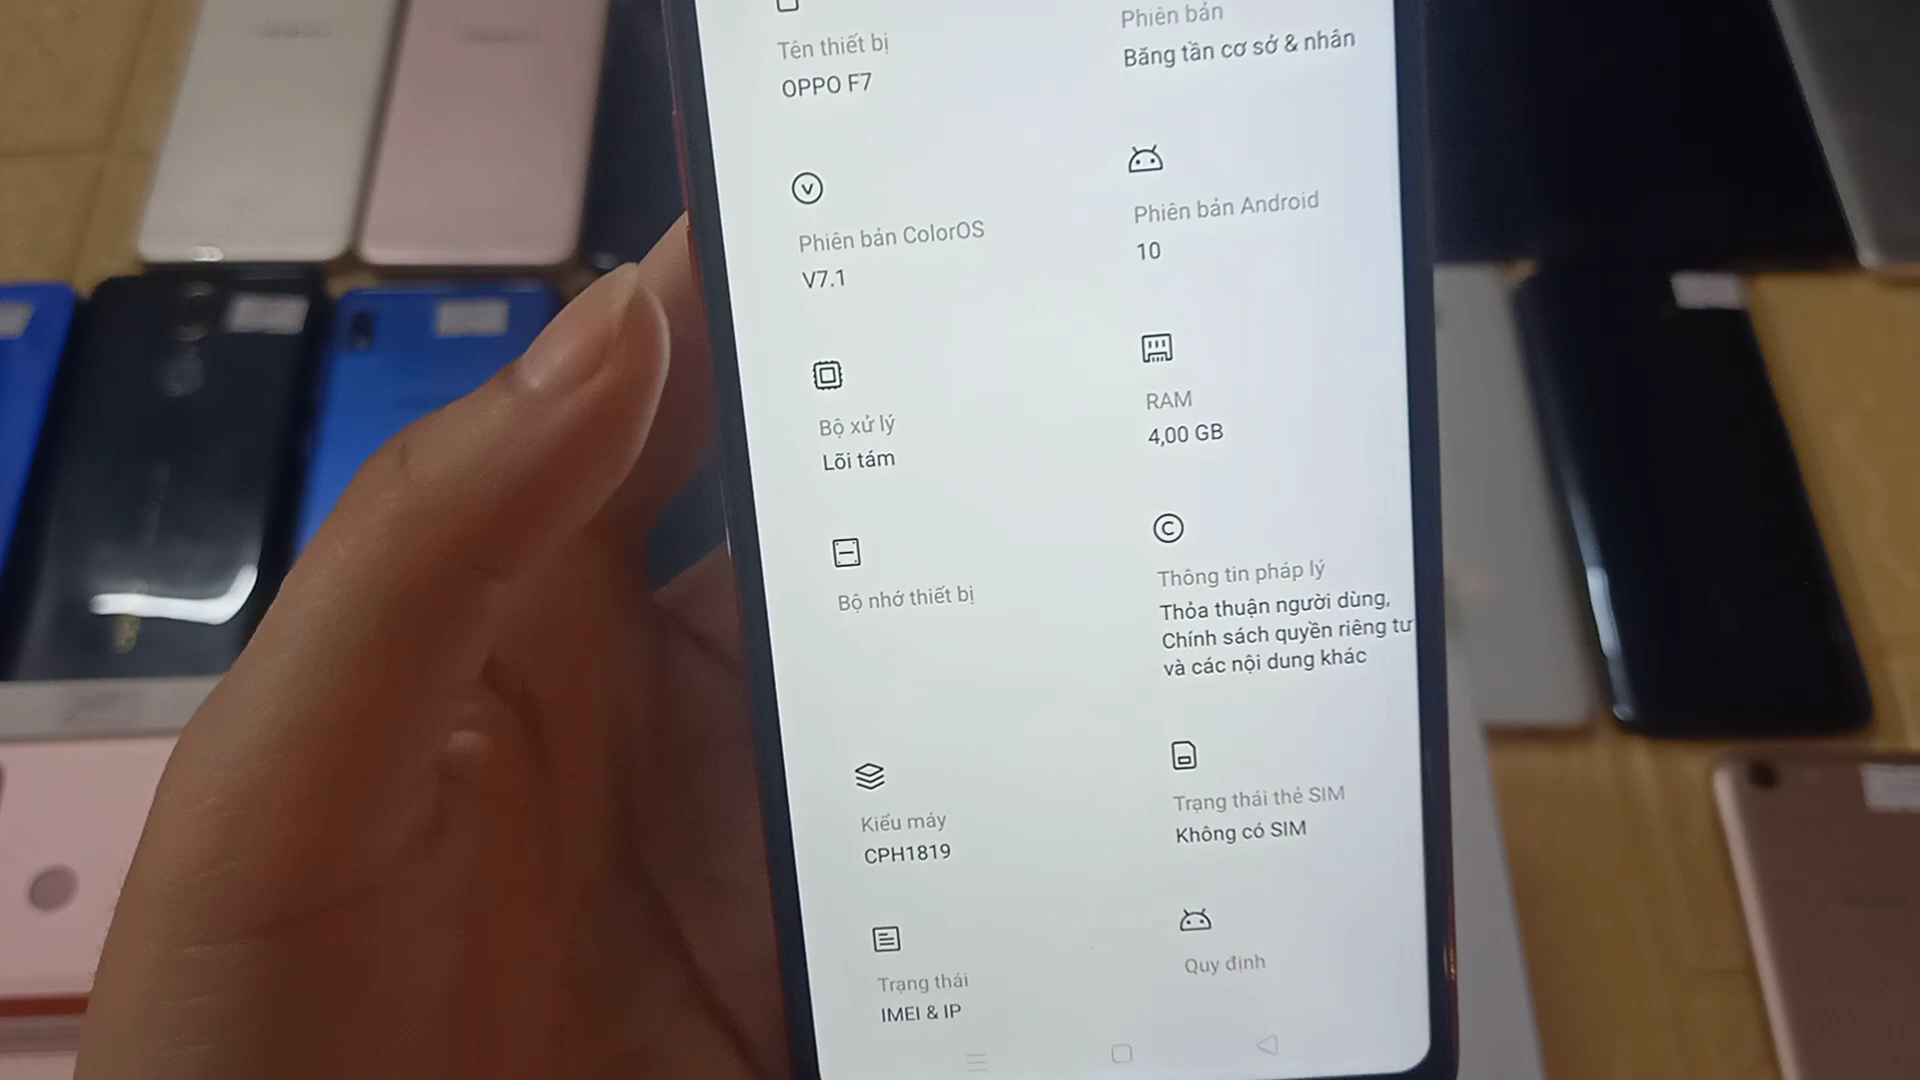 Tên thiết bị
OPPO F7
Phiên bản
Băng tần cơ sở & nhân
Phiên bản ColorOS
V7.1
Phiên bản Android
10
Bộ xử lý
Lõi tám
RAM
4,00 GB
Bộ nhớ thiết bị
Thông tin pháp lý
Thỏa thuận người dùng,
Chính sách quyền riêng tư
và các nội dung khác
Kiểu máy
CPH1819
Trạng thái thẻ SIM
Không có SIM
Trạng thái
IMEI & IP
Quy định